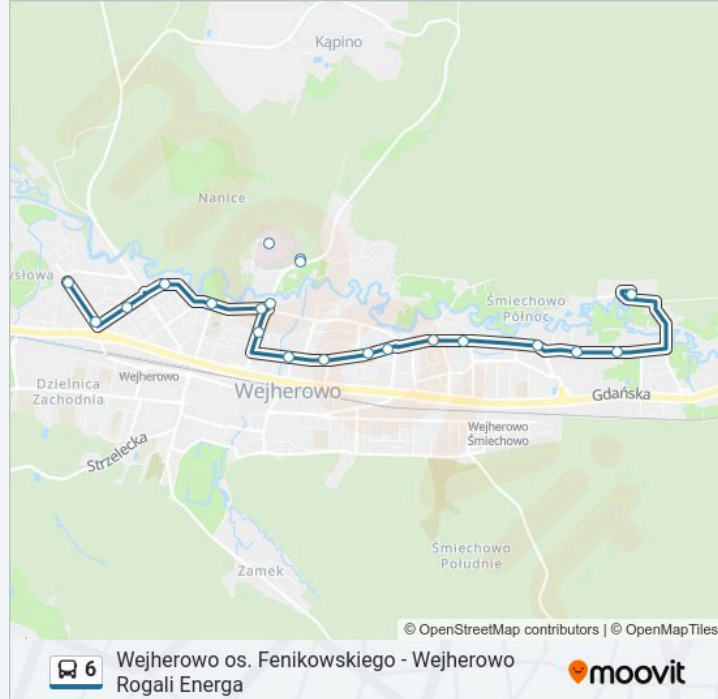 Kąpino
Nanice
ysłowa
Śmiechowo
Północ
Dzielnica
Zachodnia
Wejherowo
Wejherowo
Gdańska
Strzelecka
Wejherowo
Śmiechowo
Śmiechowo
Południe
Zamek
© OpenStreetMap contributors | © OpenMapTiles
6
Wejherowo os. Fenikowskiego - Wejherowo
Rogali Energa
moovit